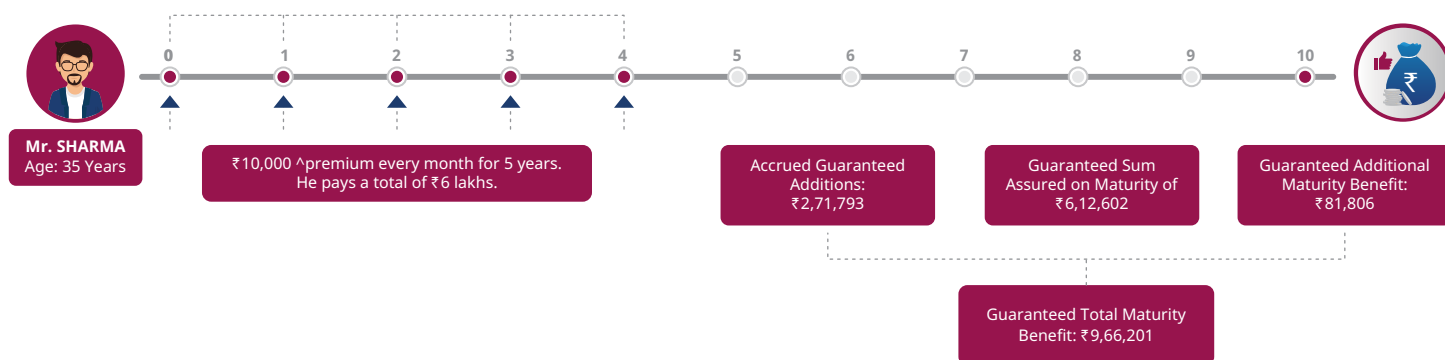 0 1 2 3 4 5 6 7 8 9 10
Mr. SHARMA
Age: 35 Years
₹10,000 ^premium every month for 5 years.
He pays a total of ₹6 lakhs.
Accrued Guaranteed
Additions:
₹2,71,793
Guaranteed Sum
Assured on Maturity of
₹6,12,602
Guaranteed Additional
Maturity Benefit:
₹81,806
Guaranteed Total Maturity
Benefit: ₹9,66,201
₹